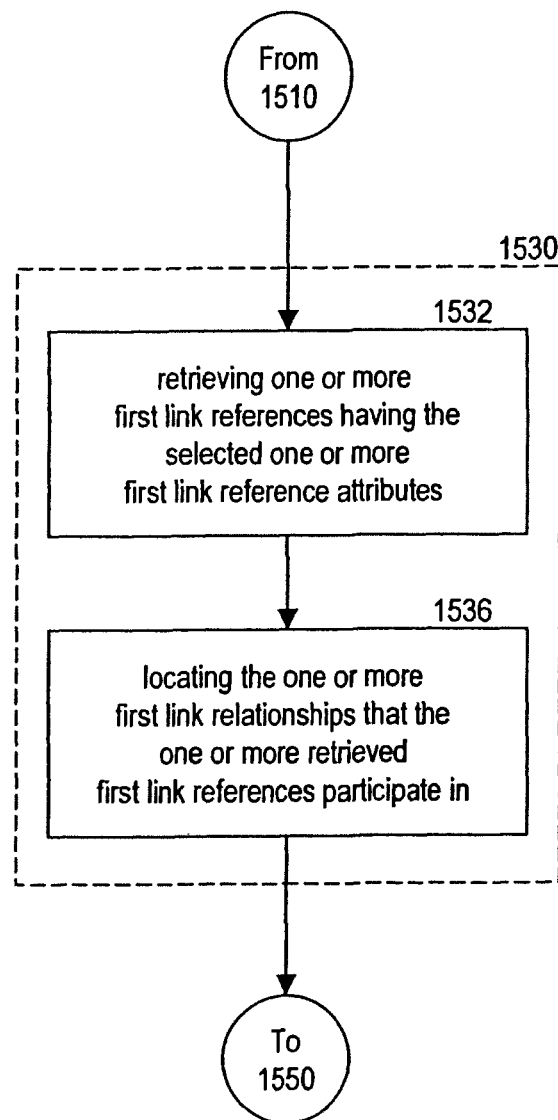 From
1510
1530
1532
retrieving one or more
first link references having the
selected one or more
first link reference attributes
1536
locating the one or more
first link relationships that the
one or more retrieved
first link references participate in
To
1550